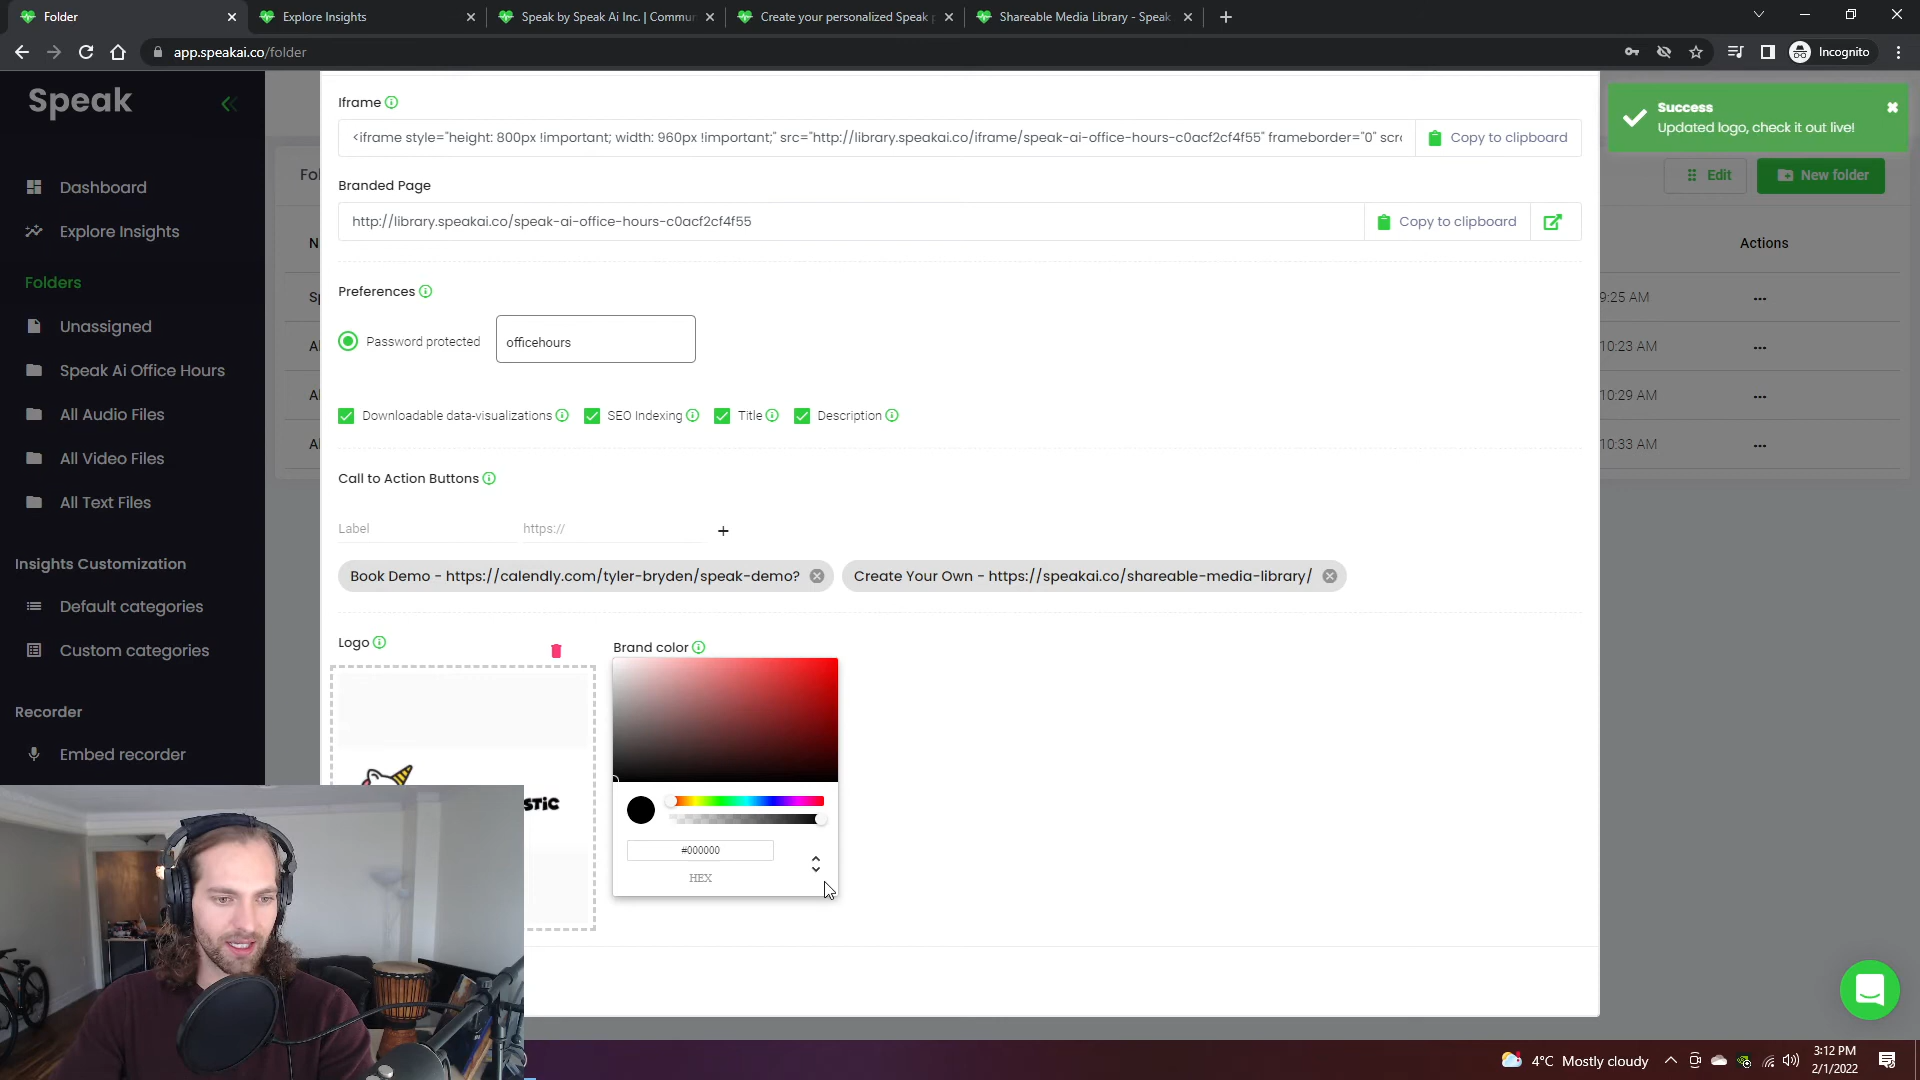 Folder
Explore Insights
Speak by Speak Ai Inc. | Commun
Create your personalized Speak p
Shareable Media Library - Speak
app.speakai.co/folder
Incognito
Speak
Dashboard
Explore Insights
Folders
Unassigned
Speak Ai Office Hours
All Audio Files
All Video Files
All Text Files
Insights Customization
Default categories
Custom categories
Recorder
Embed recorder
Iframe
<iframe style="height: 800px !important; width: 960px !important;" src="http://library.speakai.co/iframe/speak-ai-office-hours-c0acf2cf4f55" frameborder="0" scro
Copy to clipboard
Branded Page
http://library.speakai.co/speak-ai-office-hours-c0acf2cf4f55
Copy to clipboard
Preferences
Password protected
officehours
Downloadable data-visualizations
SEO Indexing
Title
Description
Call to Action Buttons
Label
https://
Book Demo - https://calendly.com/tyler-bryden/speak-demo?
Create Your Own - https://speakai.co/shareable-media-library/
Logo
Brand color
STIC
#000000
HEX
Success
Updated logo, check it out live!
Edit
New folder
Actions
9:25 AM
10:23 AM
10:29 AM
10:33 AM
4°C Mostly cloudy
3:12 PM
2/1/2022